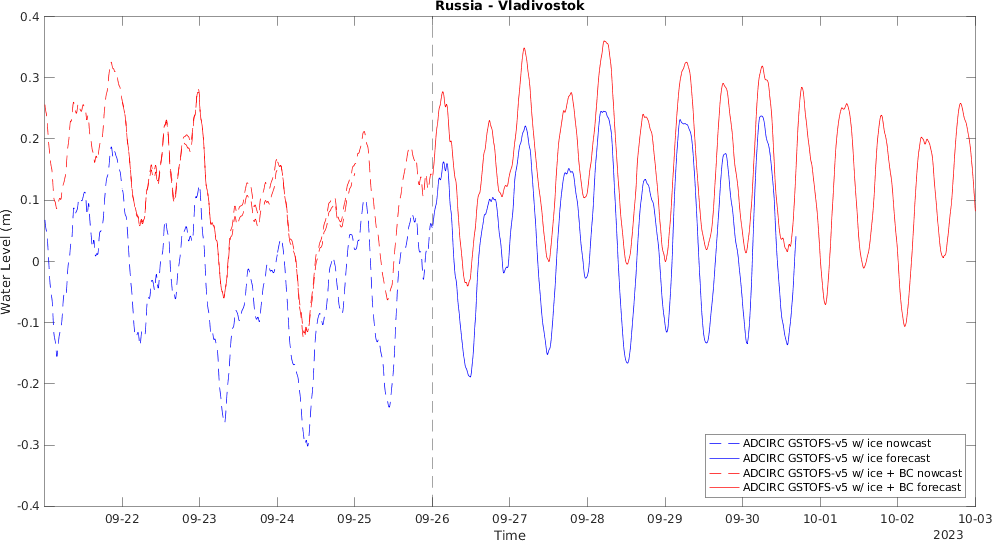 Russia - Vladivostok
0.4
0.3
0.2
0.1
0
-0.1
-0.2
-0.3
-0.4
Water Level (m)
ADCIRC GSTOFS-v5 w/ ice nowcast
ADCIRC GSTOFS-v5 w/ ice forecast
ADCIRC GSTOFS-v5 w/ ice + BC nowcast
ADCIRC GSTOFS-v5 w/ ice + BC forecast
09-22 09-23 09-24 09-25 09-26 09-27 09-28 09-29 09-30 10-01 10-02 10-03
Time
2023